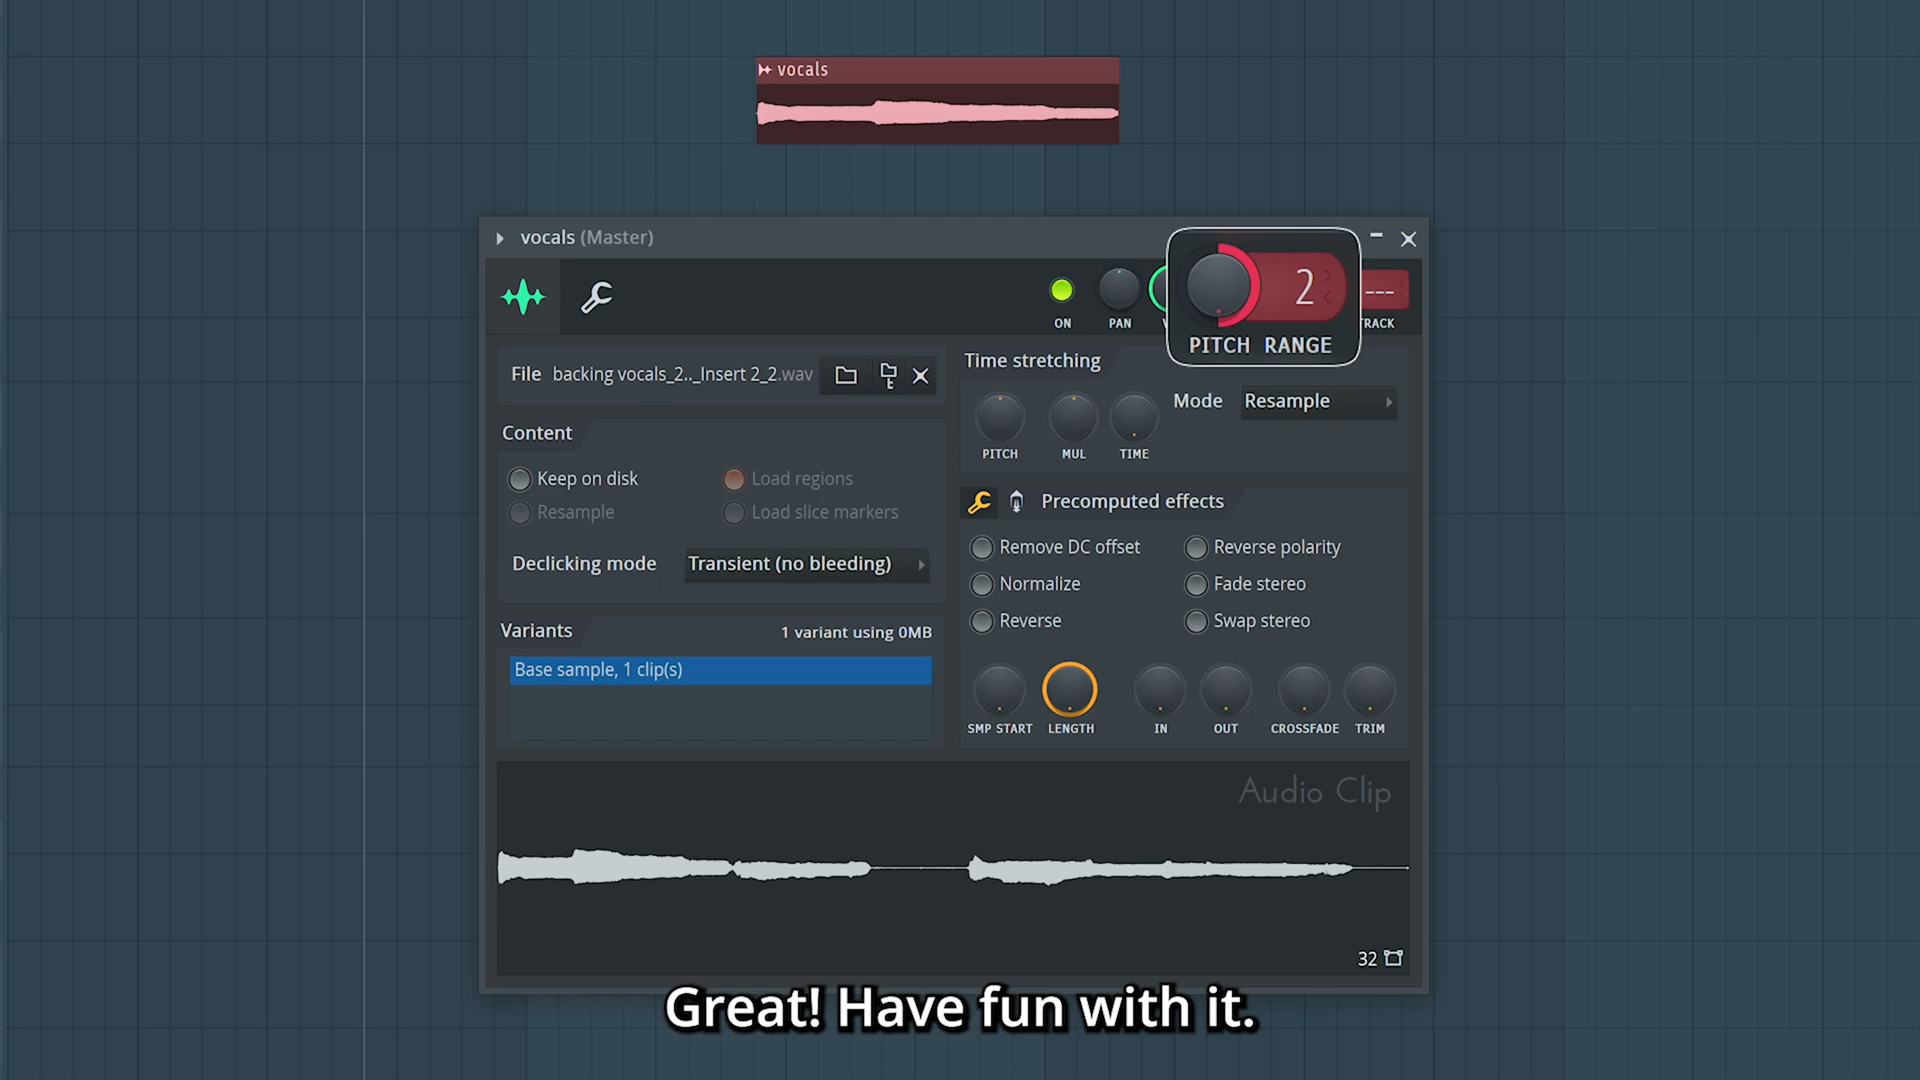 vocals
vocals (Master)
2
ON
PAN
PITCH RANGE
---
File backing vocals_2.._Insert 2_2.wav
Time stretching
Mode Resample
PITCH
MUL
TIME
Content
Keep on disk
Load regions
Resample
Load slice markers
Declicking mode Transient (no bleeding)
Precomputed effects
Remove DC offset
Reverse polarity
Normalize
Fade stereo
Reverse
Swap stereo
Variants
1 variant using 0MB
Base sample, 1 clip(s)
SMP START
LENGTH
IN
OUT
CROSSFADE
TRIM
Audio Clip
32
Great! Have fun with it.